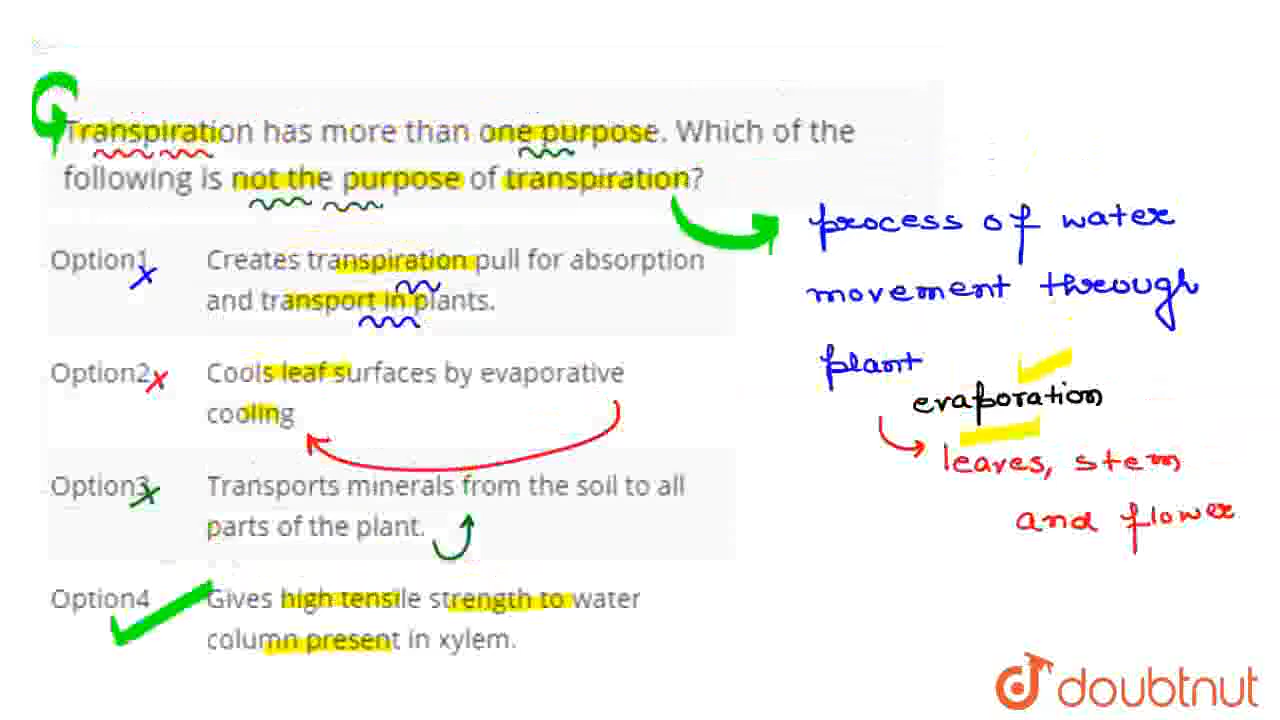 Transpiration has more than one purpose. Which of the
following is not the purpose of transpiration?
Option1
Creates transpiration pull for absorption
and transport in plants.
Option2
Cools leaf surfaces by evaporative
cooling
Option3
Transports minerals from the soil to all
parts of the plant.
Option4
Gives high tensile strength to water
column present in xylem.
process of water
movement through
plant
evaporation
leaves, stem
and flower
doubtnut